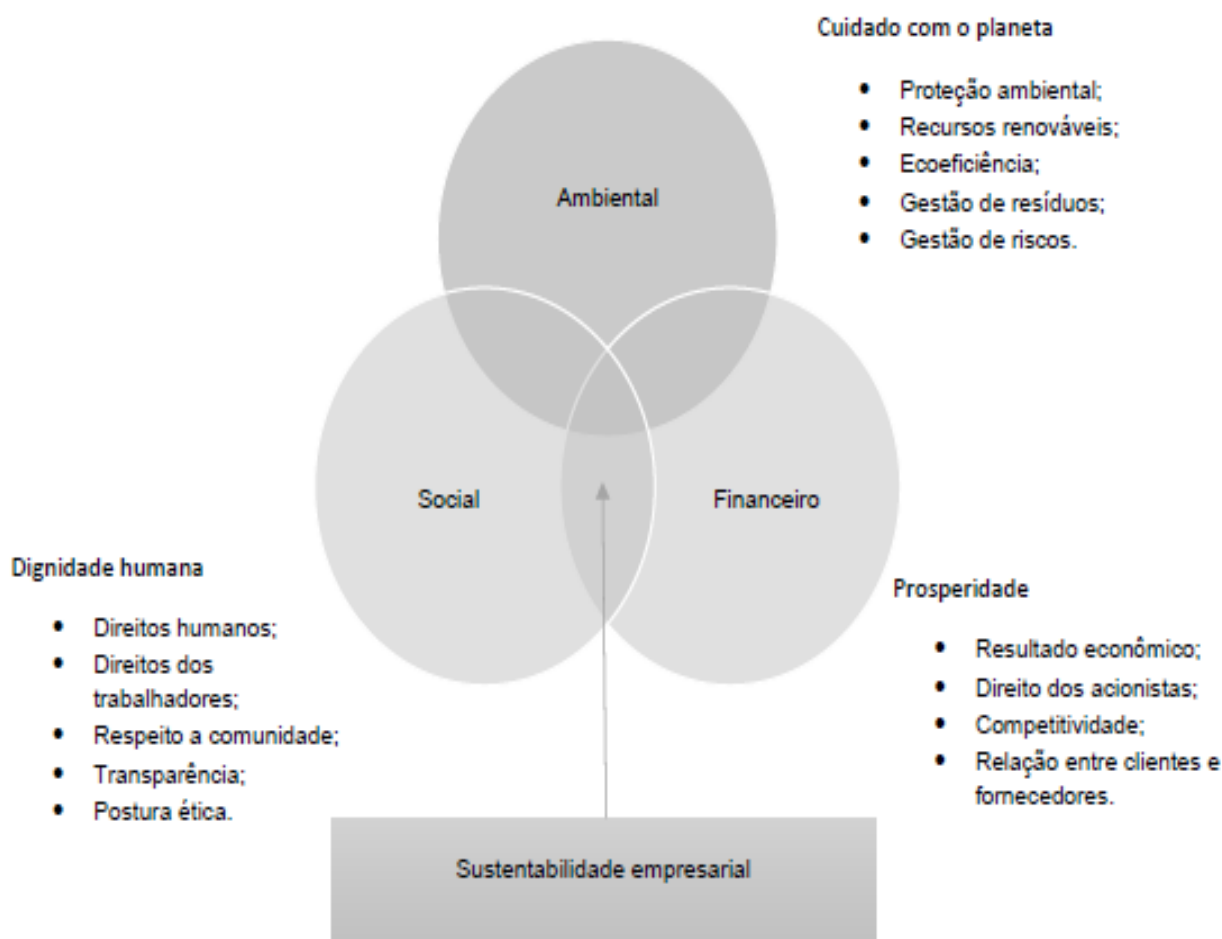 Cuidado com o planeta
• Proteção ambiental;
• Recursos renováveis;
• Ecoeficiência;
• Gestão de resíduos;
• Gestão de riscos.
Ambiental
Social
Financeiro
Dignidade humana
• Direitos humanos;
• Direitos dos
trabalhadores;
• Respeito a comunidade;
• Transparência;
• Postura ética.
Prosperidade
• Resultado econômico;
• Direito dos acionistas;
• Competitividade;
• Relação entre clientes e
fornecedores.
Sustentabilidade empresarial